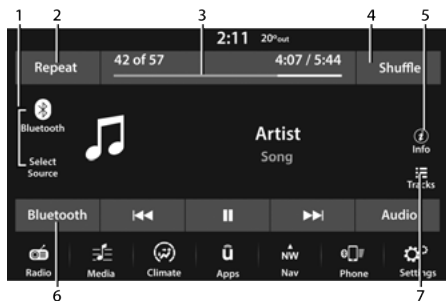 1 2 3 4 5
2:11 20°out
Repeat 42 of 57 4:07 / 5:44 Shuffle
Bluetooth
Artist
Info
Song
Select
Source
Tracks
Bluetooth Audio
Radio Media Climate Apps NW Nav Phone Settings
6 7